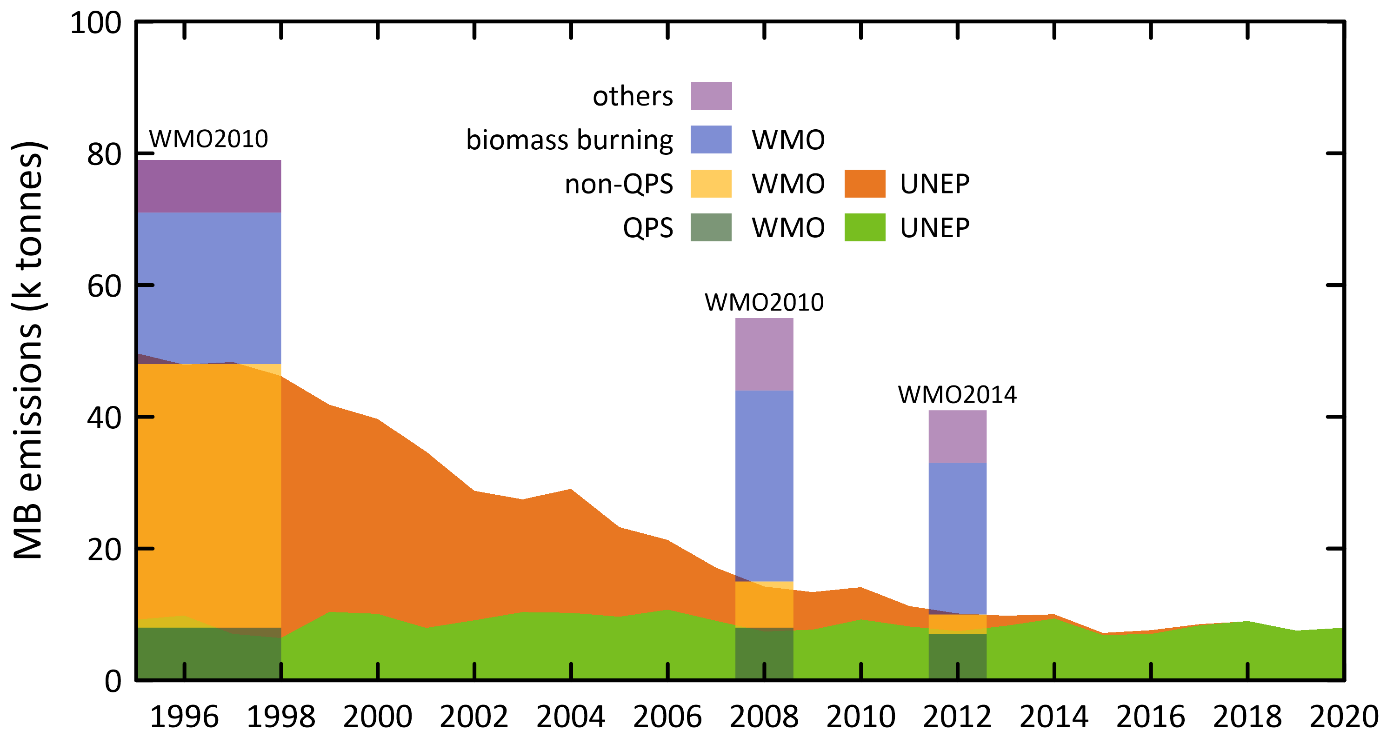 100
80
60
40
20
0
MB emissions (k tonnes)
others
biomass burning WMO
non-QPS WMO UNEP
QPS WMO UNEP
WMO2010
WMO2010
WMO2014
1996 1998 2000 2002 2004 2006 2008 2010 2012 2014 2016 2018 2020